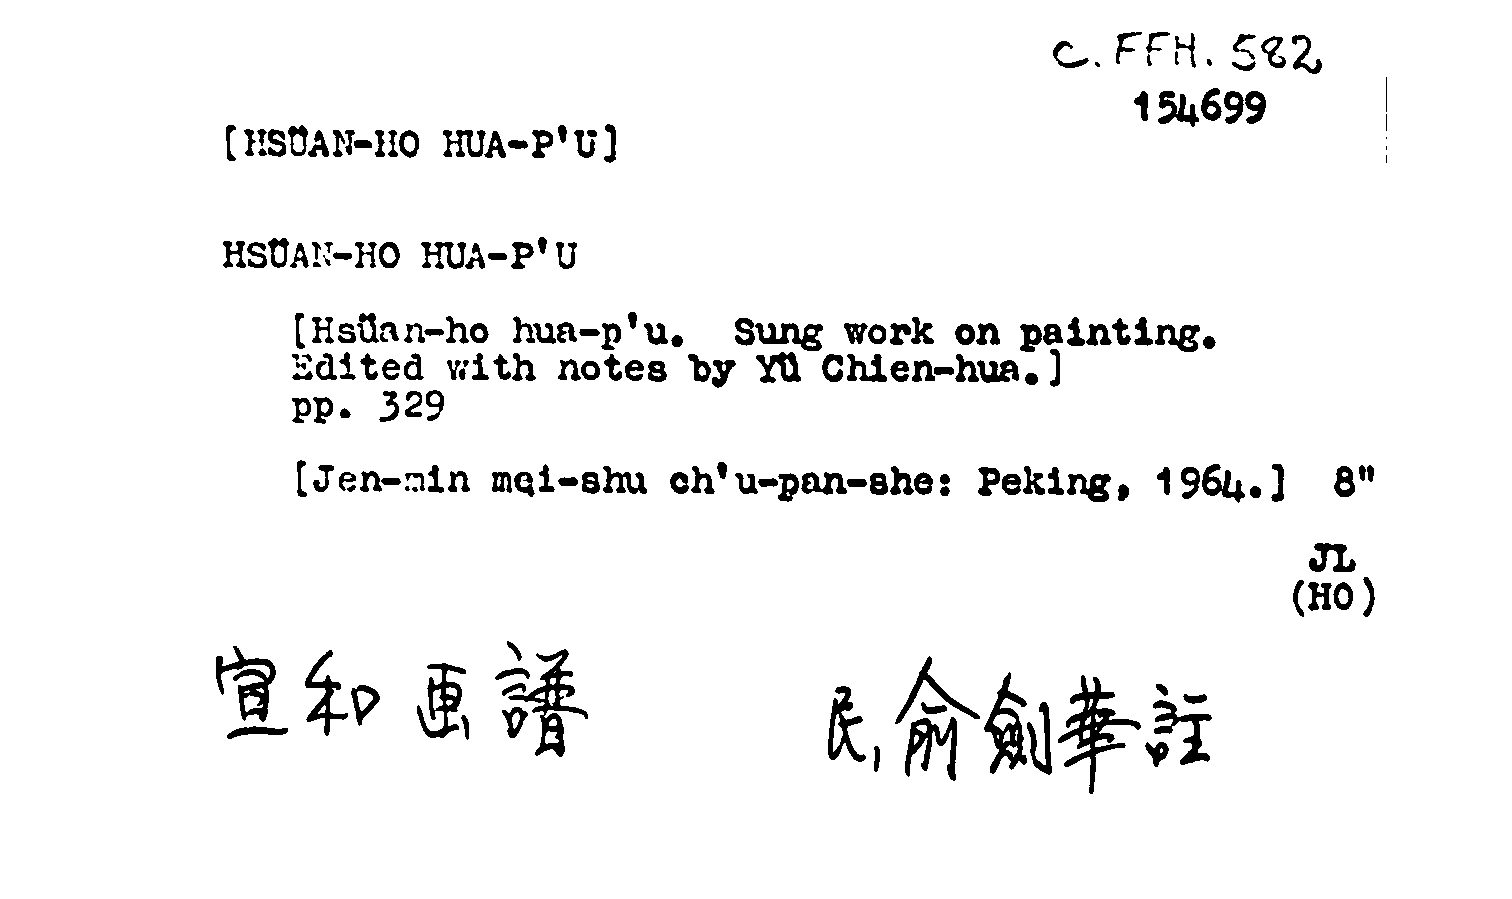 C. FFH. 582
154699
[HSÜAN-HO HUA-P'U]
HSÜAN-HO HUA-P'U
[Hsüan-ho hua-p'u. Sung work on painting.
Edited with notes by Yü Chien-hua.]
pp. 329
[Jen-min mei-shu ch'u-pan-she: Peking, 1964.] 8"
JL
(HO)
宣和画譜 民,俞劍華註